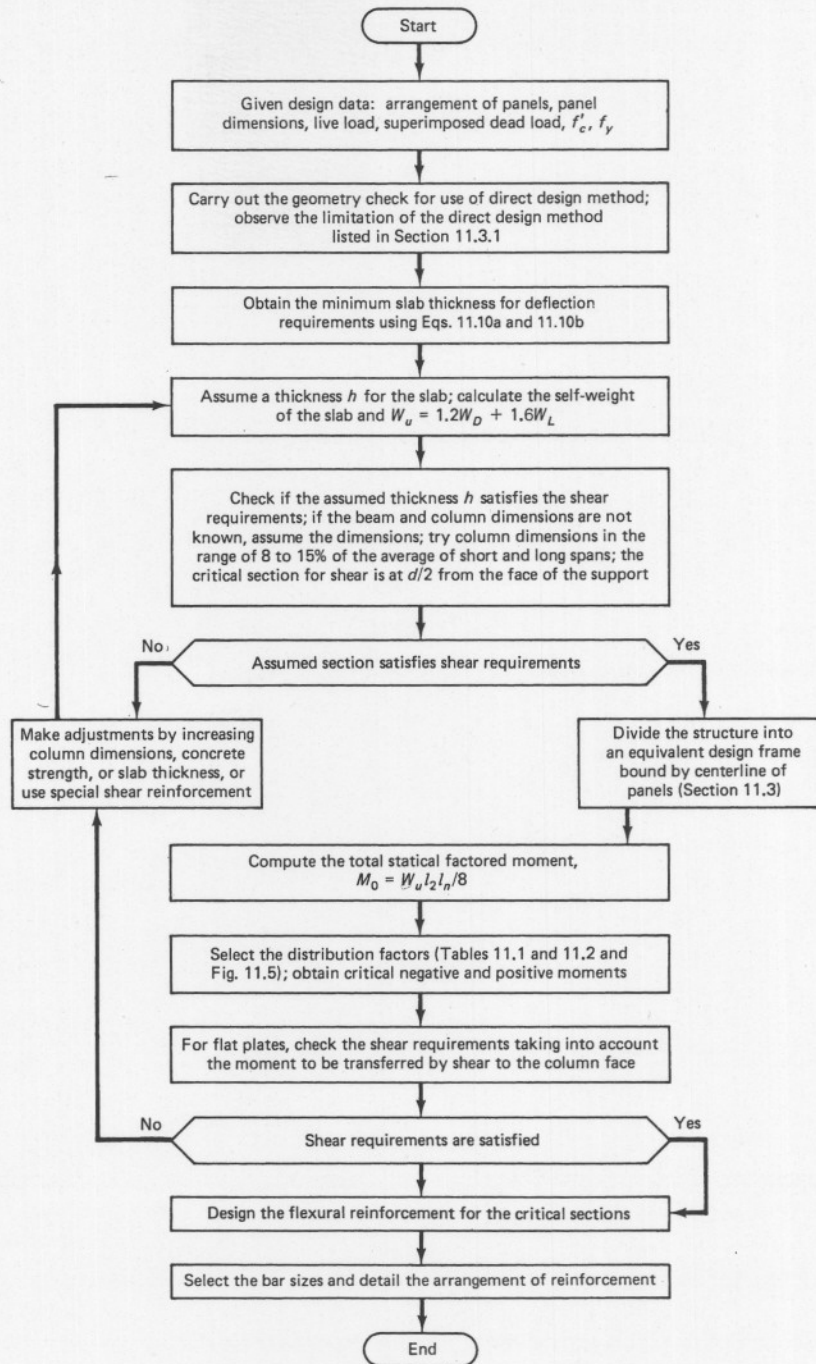 Start
Given design data: arrangement of panels, panel
dimensions, live load, superimposed dead load, f'c, fy
Carry out the geometry check for use of direct design method;
observe the limitation of the direct design method
listed in Section 11.3.1
Obtain the minimum slab thickness for deflection
requirements using Eqs. 11.10a and 11.10b
Assume a thickness h for the slab; calculate the self-weight
of the slab and Wu = 1.2WD + 1.6WL
Check if the assumed thickness h satisfies the shear
requirements; if the beam and column dimensions are not
known, assume the dimensions; try column dimensions in the
range of 8 to 15% of the average of short and long spans; the
critical section for shear is at d/2 from the face of the support
No
Assumed section satisfies shear requirements
Yes
Make adjustments by increasing
column dimensions, concrete
strength, or slab thickness, or
use special shear reinforcement
Divide the structure into
an equivalent design frame
bound by centerline of
panels (Section 11.3)
Compute the total statical factored moment,
M0 = Wu l2 ln/8
Select the distribution factors (Tables 11.1 and 11.2 and
Fig. 11.5); obtain critical negative and positive moments
For flat plates, check the shear requirements taking into account
the moment to be transferred by shear to the column face
No
Shear requirements are satisfied
Yes
Design the flexural reinforcement for the critical sections
Select the bar sizes and detail the arrangement of reinforcement
End